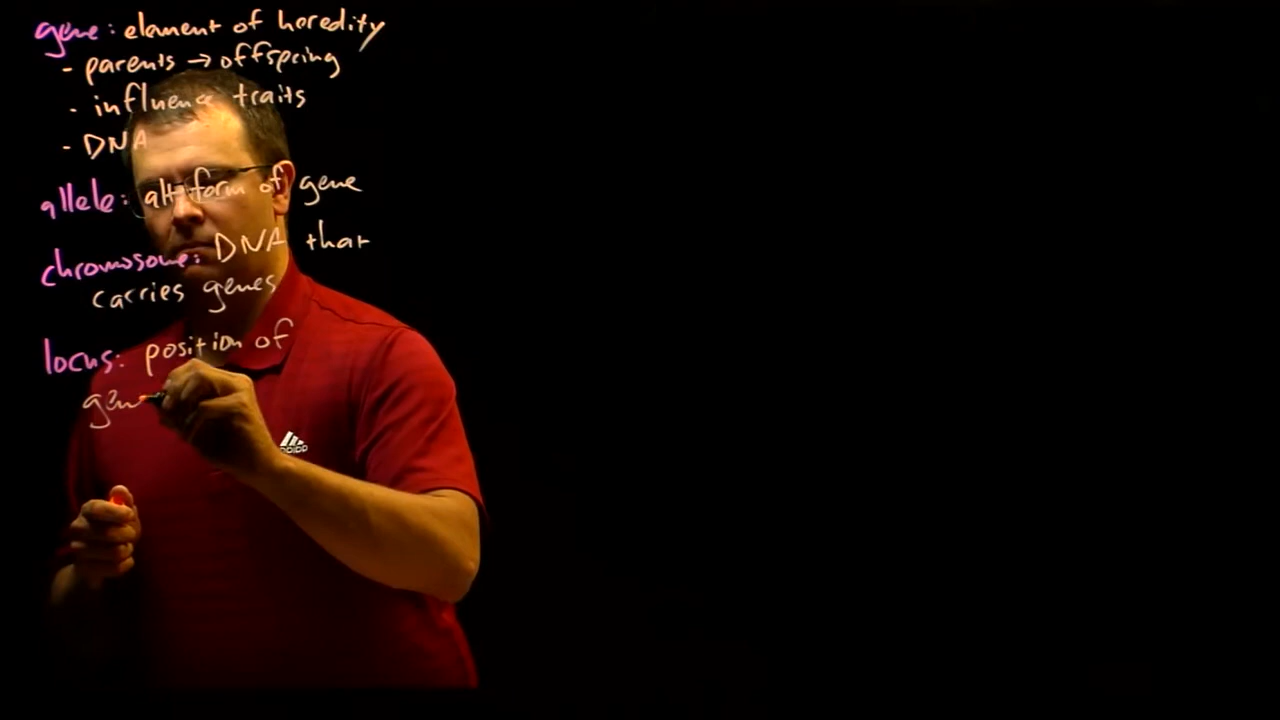 gene: element of heredity
- parents → offspring
- influence traits
- DNA
allele: alt form of gene
chromosome: DNA that
carries genes
locus: position of
gen